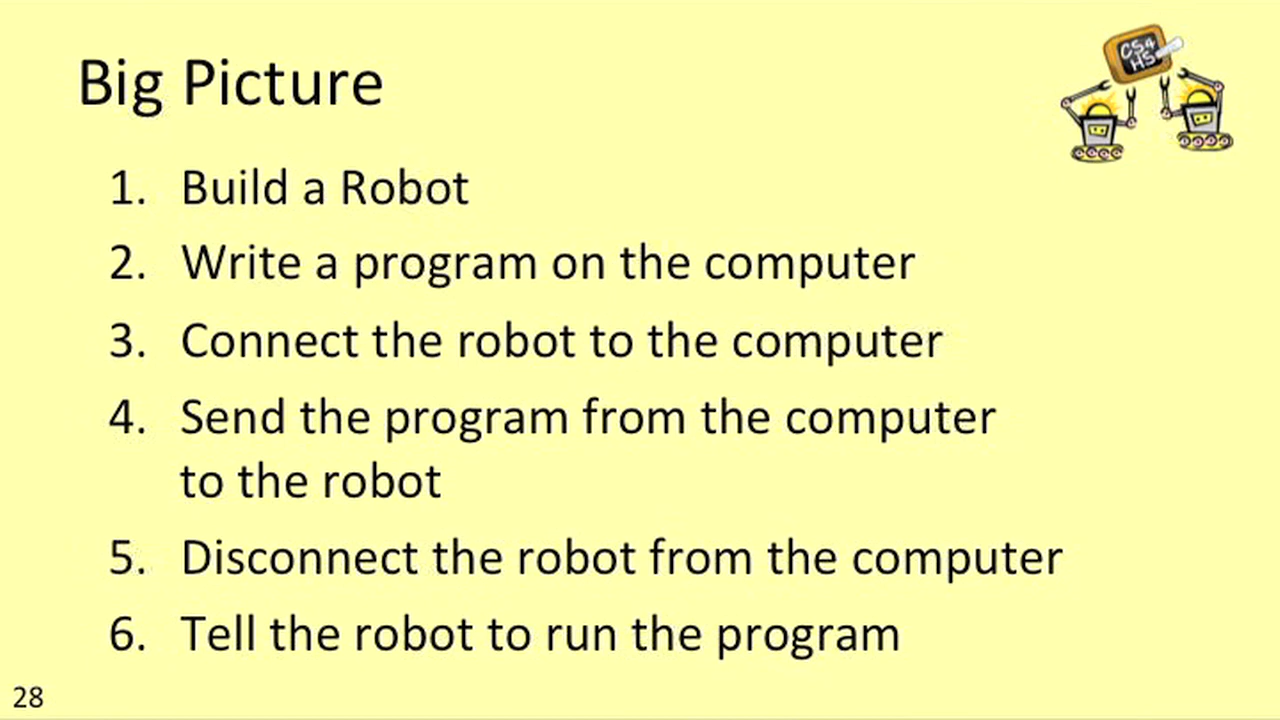 Big Picture
CS4
HS
1. Build a Robot
2. Write a program on the computer
3. Connect the robot to the computer
4. Send the program from the computer
to the robot
5. Disconnect the robot from the computer
6. Tell the robot to run the program
28